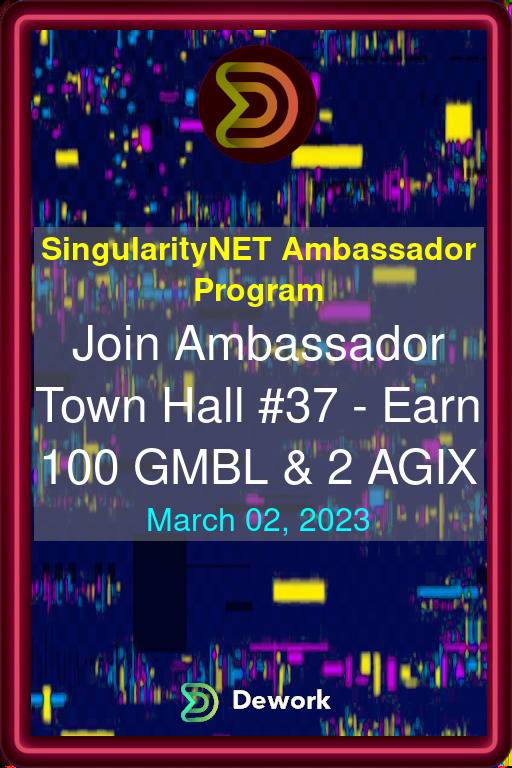 SingularityNET Ambassador
Program
Join Ambassador
Town Hall #37 - Earn
100 GMBL & 2 AGIX
March 02, 2023
Dework